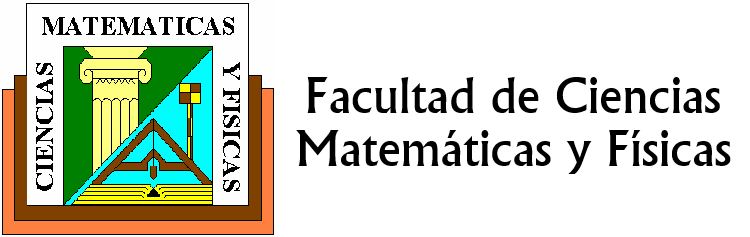 MATEMATICAS
CIENCIAS
Y FISICAS
Facultad de Ciencias
Matemáticas y Físicas